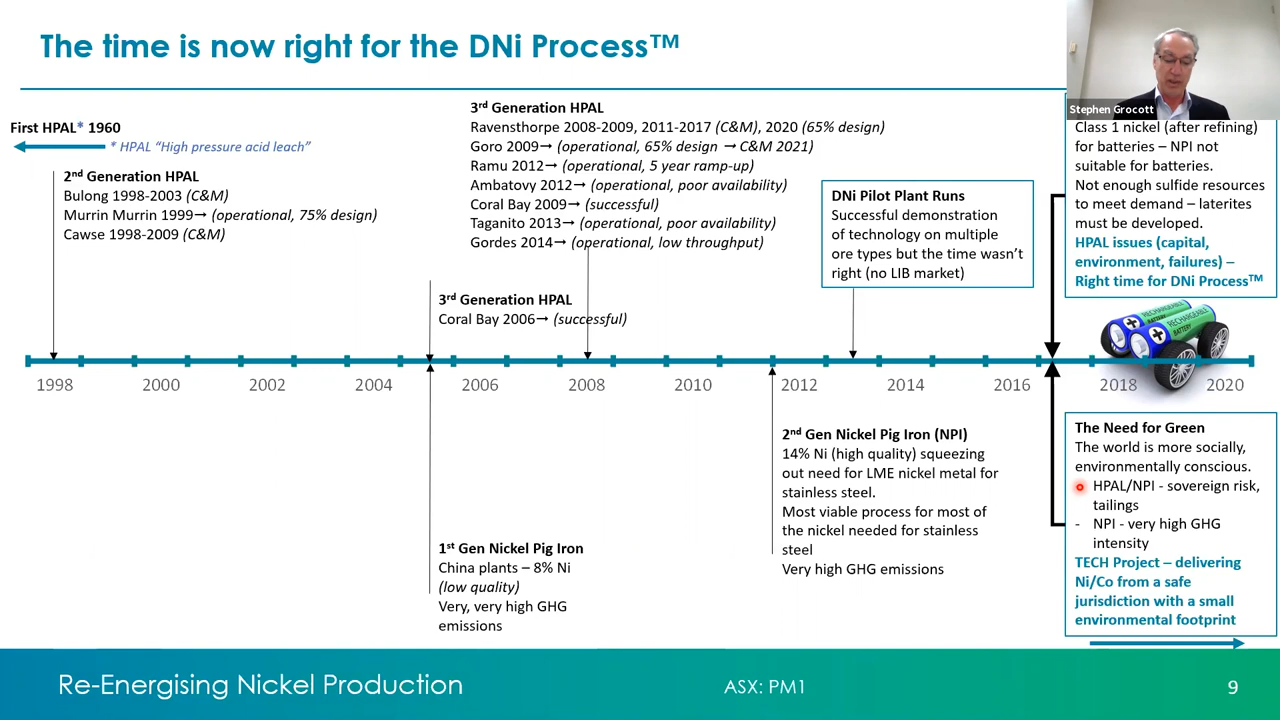 The time is now right for the DNi Process™
Stephen Grocott
First HPAL* 1960
* HPAL “High pressure acid leach”
2nd Generation HPAL
Bulong 1998-2003 (C&M)
Murrin Murrin 1999→ (operational, 75% design)
Cawse 1998-2009 (C&M)
3rd Generation HPAL
Ravensthorpe 2008-2009, 2011-2017 (C&M), 2020 (65% design)
Goro 2009→ (operational, 65% design → C&M 2021)
Ramu 2012→ (operational, 5 year ramp-up)
Ambatovy 2012→ (operational, poor availability)
Coral Bay 2009→ (successful)
Taganito 2013→ (operational, poor availability)
Gordes 2014→ (operational, low throughput)
3rd Generation HPAL
Coral Bay 2006→ (successful)
DNi Pilot Plant Runs
Successful demonstration
of technology on multiple
ore types but the time wasn’t
right (no LIB market)
Class 1 nickel (after refining)
for batteries – NPI not
suitable for batteries.
Not enough sulfide resources
to meet demand – laterites
must be developed.
HPAL issues (capital,
environment, failures) –
Right time for DNi Process™
RECHARGEABLE
BATTERY
RECHARGEABLE
BATTERY
1998 2000 2002 2004 2006 2008 2010 2012 2014 2016 2018 2020
1st Gen Nickel Pig Iron
China plants – 8% Ni
(low quality)
Very, very high GHG
emissions
2nd Gen Nickel Pig Iron (NPI)
14% Ni (high quality) squeezing
out need for LME nickel metal for
stainless steel.
Most viable process for most of
the nickel needed for stainless
steel
Very high GHG emissions
The Need for Green
The world is more socially,
environmentally conscious.
HPAL/NPI - sovereign risk,
tailings
- NPI - very high GHG
intensity
TECH Project – delivering
Ni/Co from a safe
jurisdiction with a small
environmental footprint
Re-Energising Nickel Production
ASX: PM1
9